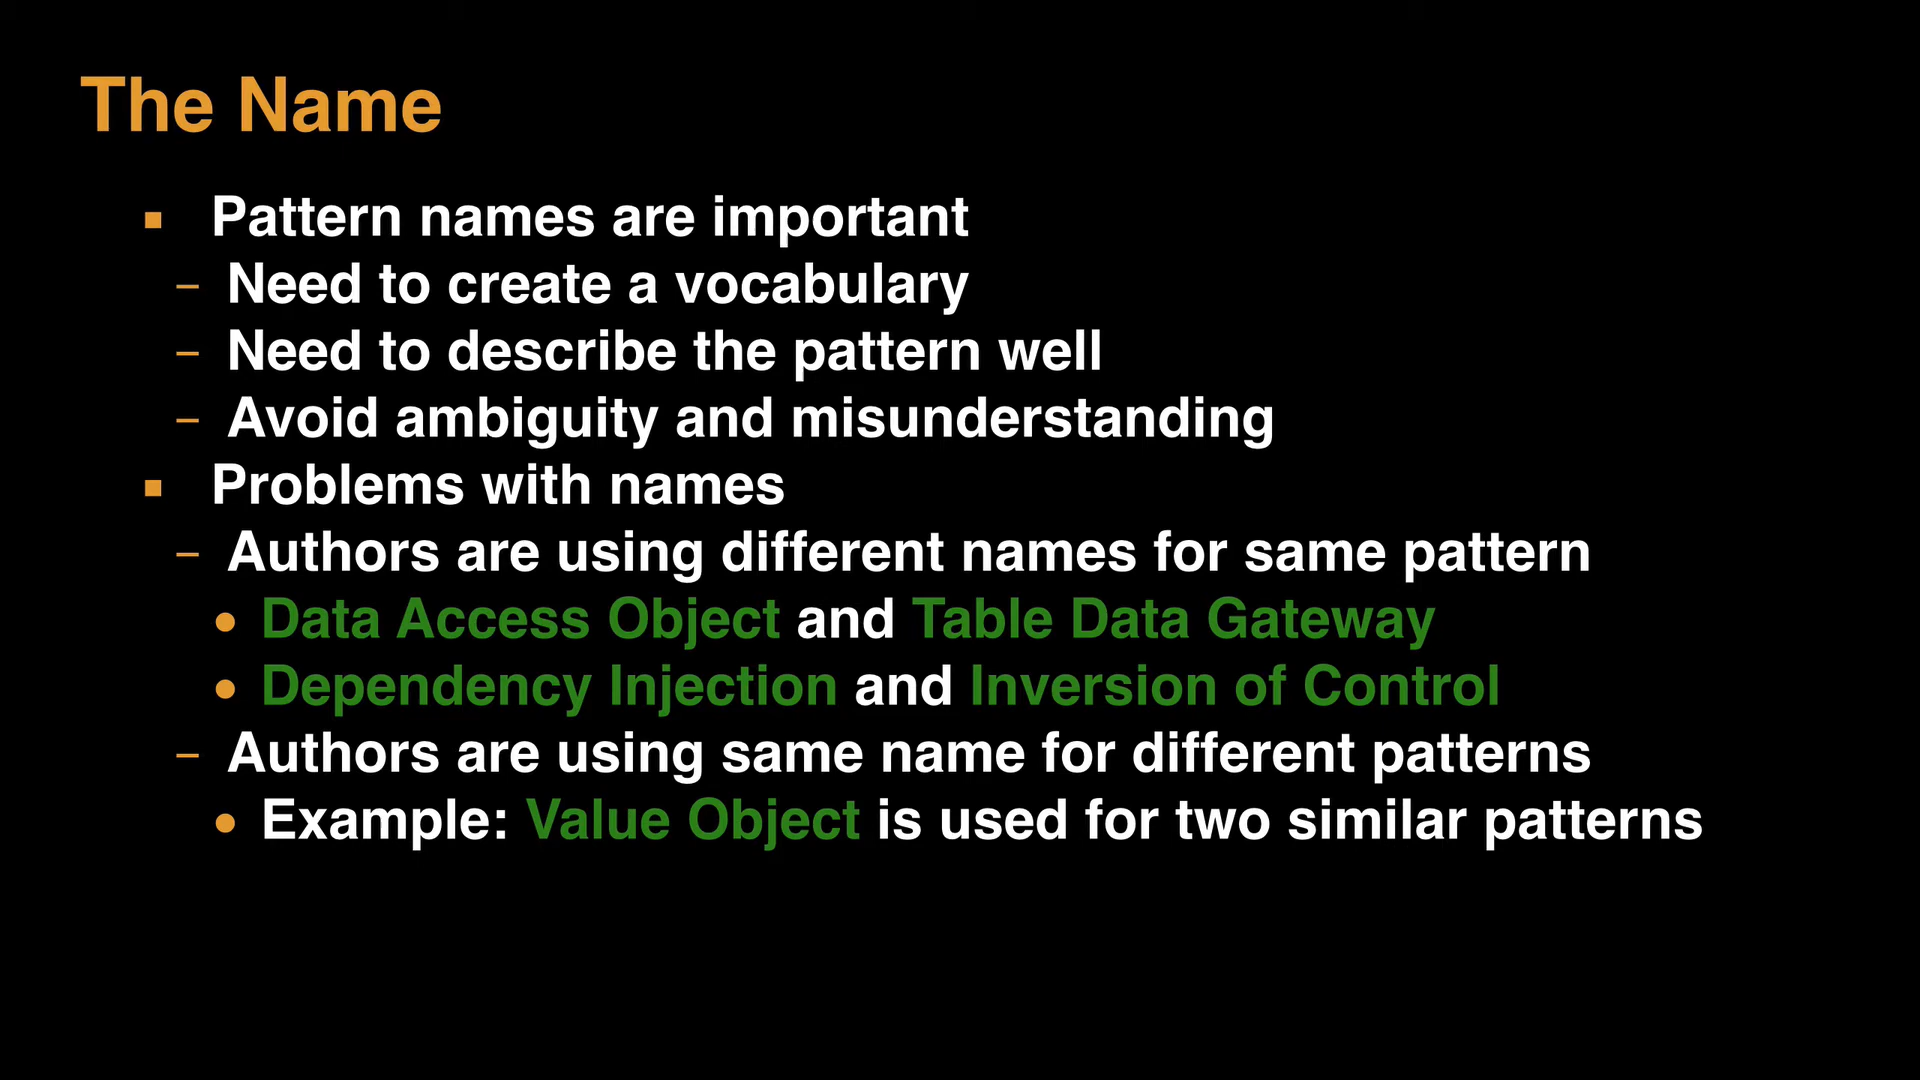 The Name
▪ Pattern names are important
– Need to create a vocabulary
– Need to describe the pattern well
– Avoid ambiguity and misunderstanding
▪ Problems with names
– Authors are using different names for same pattern
• Data Access Object and Table Data Gateway
• Dependency Injection and Inversion of Control
– Authors are using same name for different patterns
• Example: Value Object is used for two similar patterns